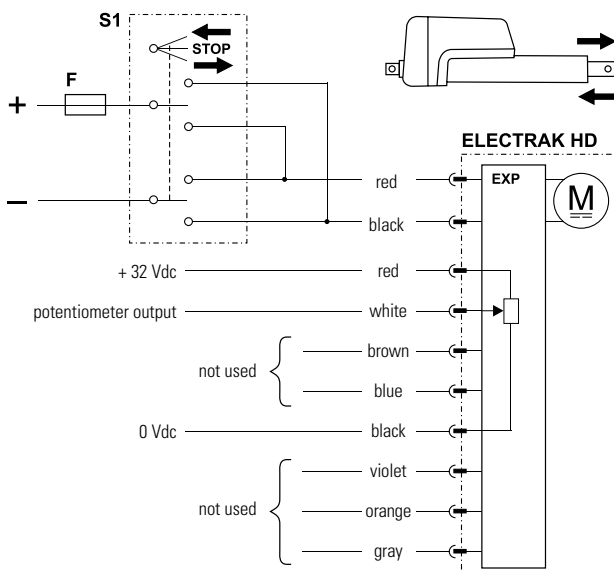 S1
STOP
F
+
–
ELECTRAK HD
EXP
M
red
black
+ 32 Vdc
red
potentiometer output
white
not used
brown
blue
0 Vdc
black
not used
violet
orange
gray